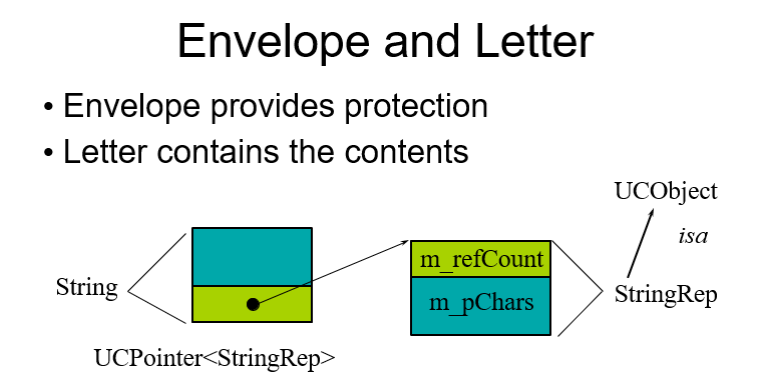 Envelope and Letter
• Envelope provides protection
• Letter contains the contents
UCObject
isa
m_refCount
String
StringRep
m_pChars
UCPointer<StringRep>